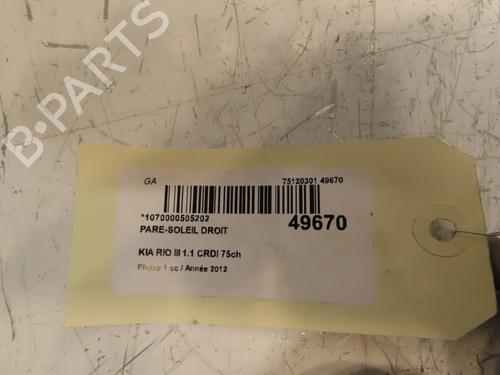 B-PARTS
GA
75120301 49670
*1070000505202
49670
PARE-SOLEIL DROIT
KIA RIO III 1.1 CRDI 75ch
Phase 1 cc / Année 2012